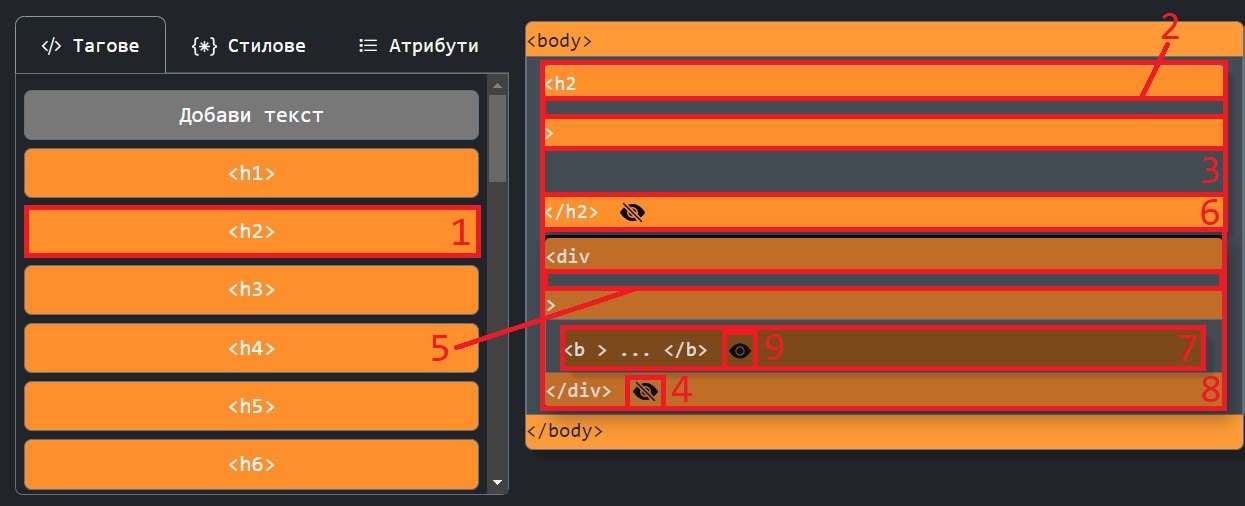 </> Тагове
{*} Стилове
Атрибути
Добави текст
<h1>
<h2> 1
<h3>
<h4>
<h5>
<h6>
2
<body>
<h2
>
3
</h2> 6
<div
>
5
<b > ... </b> 9 7
</div> 4 8
</body>